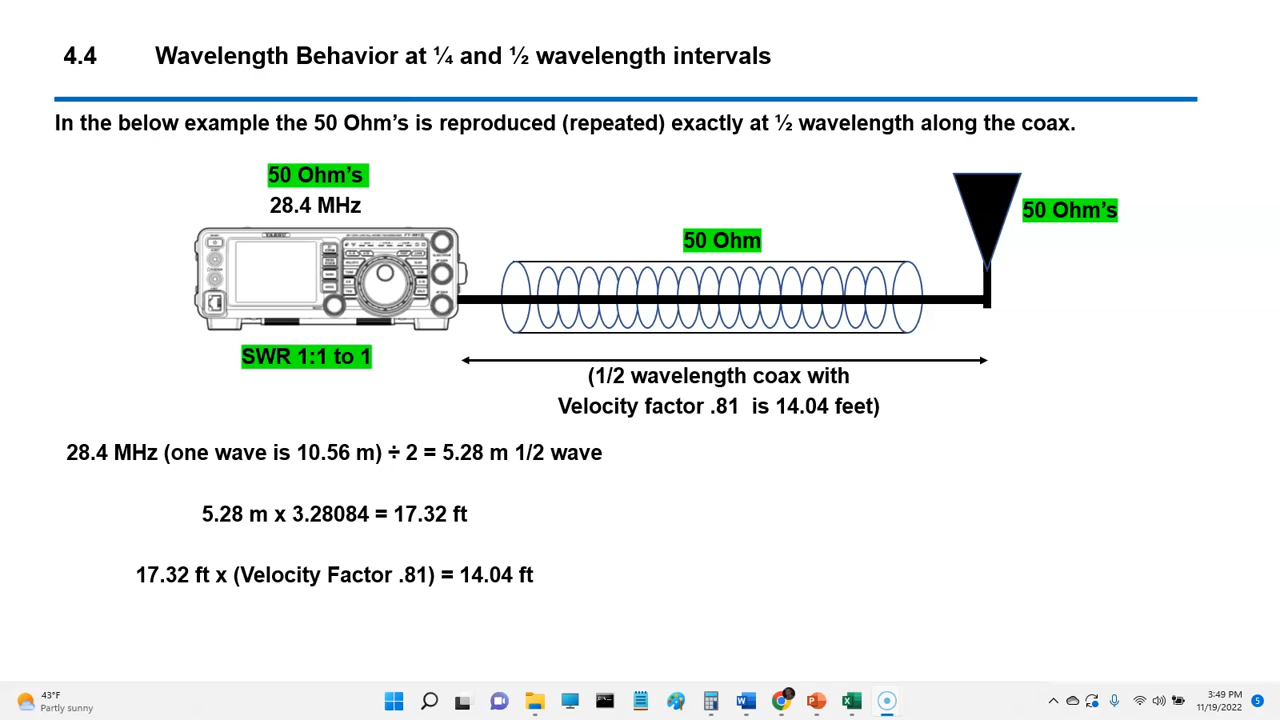 4.4 Wavelength Behavior at ¼ and ½ wavelength intervals
In the below example the 50 Ohm's is reproduced (repeated) exactly at ½ wavelength along the coax.
50 Ohm's
28.4 MHz
50 Ohm's
50 Ohm
YAESU
SWR 1:1 to 1
(1/2 wavelength coax with
Velocity factor .81 is 14.04 feet)
28.4 MHz (one wave is 10.56 m) ÷ 2 = 5.28 m 1/2 wave
5.28 m x 3.28084 = 17.32 ft
17.32 ft x (Velocity Factor .81) = 14.04 ft
43°F
Partly sunny
3:49 PM
11/19/2022
5